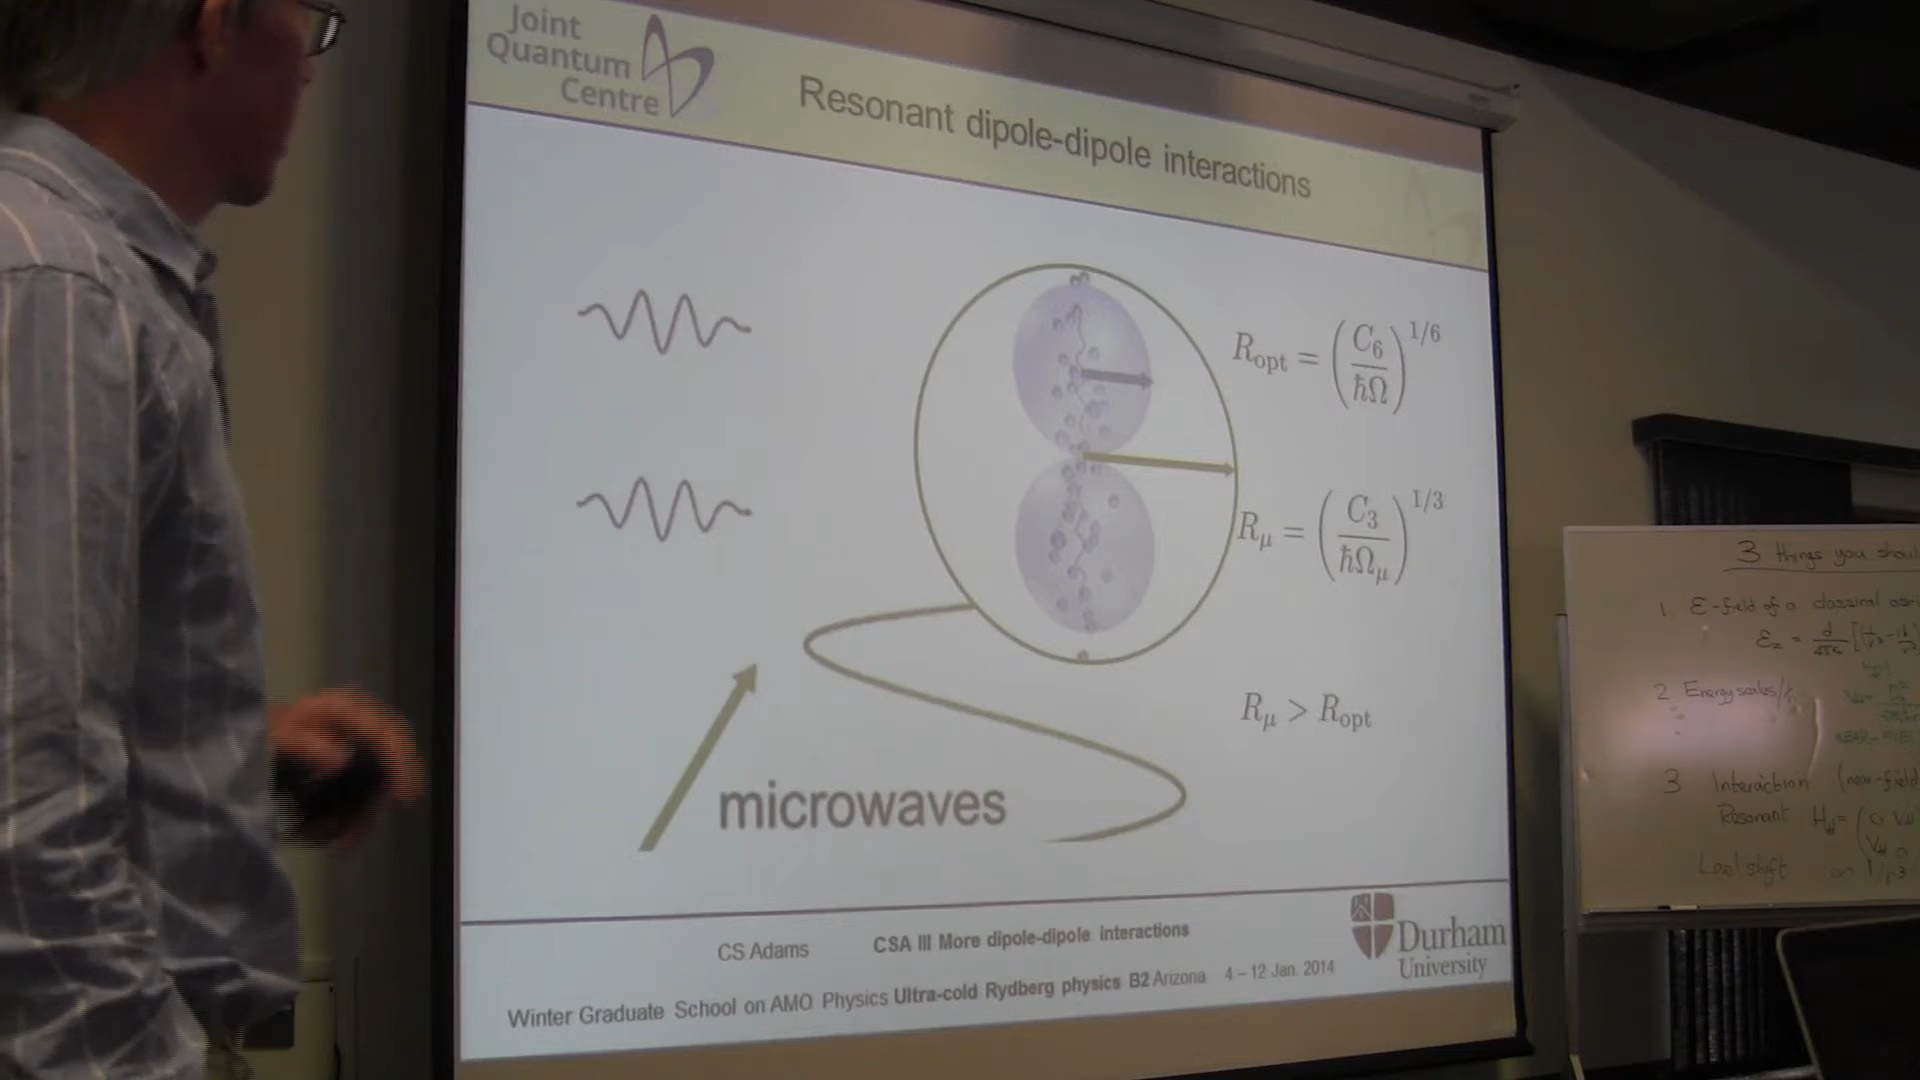 Joint
Quantum
Centre
Resonant dipole-dipole interactions
R_opt = (C_6 / ħΩ)^1/6
R_μ = (C_3 / ħΩ_μ)^1/3
R_μ > R_opt
microwaves
CS Adams
CSA III More dipole-dipole interactions
Winter Graduate School on AMO Physics Ultra-cold Rydberg physics B2 Arizona 4 – 12 Jan. 2014
Durham
University
3 things you
1. E-field of a classical
2 Energy scales
3 Interaction (near-field
Resonant
shift